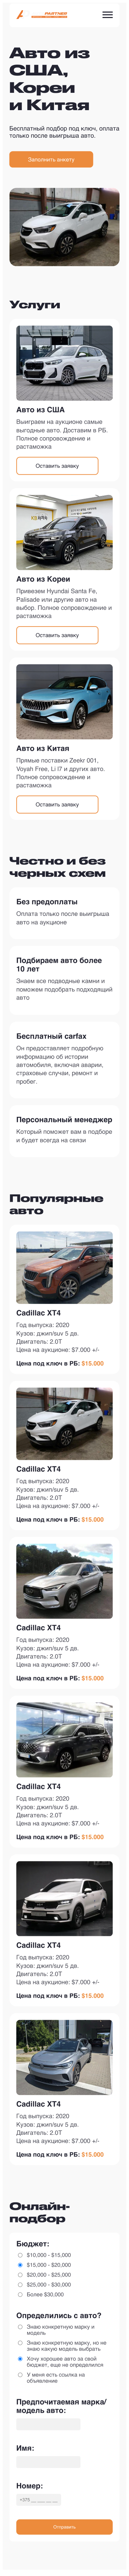 PARTNER
Авто из
США,
Кореи
и Китая
Бесплатный подбор под ключ, оплата
только после выигрыша авто.
Заполнить анкету
Услуги
Авто из США
Выиграем на аукционе самые
выгодные авто. Доставим в РБ.
Полное сопровождение и
растаможка
Оставить заявку
Авто из Кореи
Привезем Hyundai Santa Fe,
Palisade или другие авто на
выбор. Полное сопровождение и
растаможка
Оставить заявку
Авто из Китая
Прямые поставки Zeekr 001,
Voyah Free, Li l7 и других авто.
Полное сопровождение и
растаможка
Оставить заявку
Честно и без
черных схем
Без предоплаты
Оплата только после выигрыша
авто на аукционе
Подбираем авто более
10 лет
Знаем все подводные камни и
поможем подобрать подходящий
авто
Бесплатный carfax
Он предоставляет подробную
информацию об истории
автомобиля, включая аварии,
страховые случаи, ремонт и
пробег.
Персональный менеджер
Который поможет вам в подборе
и будет всегда на связи
Популярные
авто
Cadillac XT4
Год выпуска: 2020
Кузов: джип/suv 5 дв.
Двигатель: 2.0T
Цена на аукционе: $7.000 +/-
Цена под ключ в РБ: $15.000
Cadillac XT4
Год выпуска: 2020
Кузов: джип/suv 5 дв.
Двигатель: 2.0T
Цена на аукционе: $7.000 +/-
Цена под ключ в РБ: $15.000
Cadillac XT4
Год выпуска: 2020
Кузов: джип/suv 5 дв.
Двигатель: 2.0T
Цена на аукционе: $7.000 +/-
Цена под ключ в РБ: $15.000
Cadillac XT4
Год выпуска: 2020
Кузов: джип/suv 5 дв.
Двигатель: 2.0T
Цена на аукционе: $7.000 +/-
Цена под ключ в РБ: $15.000
Cadillac XT4
Год выпуска: 2020
Кузов: джип/suv 5 дв.
Двигатель: 2.0T
Цена на аукционе: $7.000 +/-
Цена под ключ в РБ: $15.000
Cadillac XT4
Год выпуска: 2020
Кузов: джип/suv 5 дв.
Двигатель: 2.0T
Цена на аукционе: $7.000 +/-
Цена под ключ в РБ: $15.000
Онлайн-
подбор
Бюджет:
$10,000 - $15,000
$15,000 - $20,000
$20,000 - $25,000
$25,000 - $30,000
Более $30,000
Определились с авто?
Знаю конкретную марку и
модель
Знаю конкретную марку, но не
знаю какую модель выбрать
Хочу хорошее авто за свой
бюджет, еще не определился
У меня есть ссылка на
объявление
Предпочитаемая марка/
модель авто:
Имя:
Номер:
+375 __ ___ __ __
Отправить